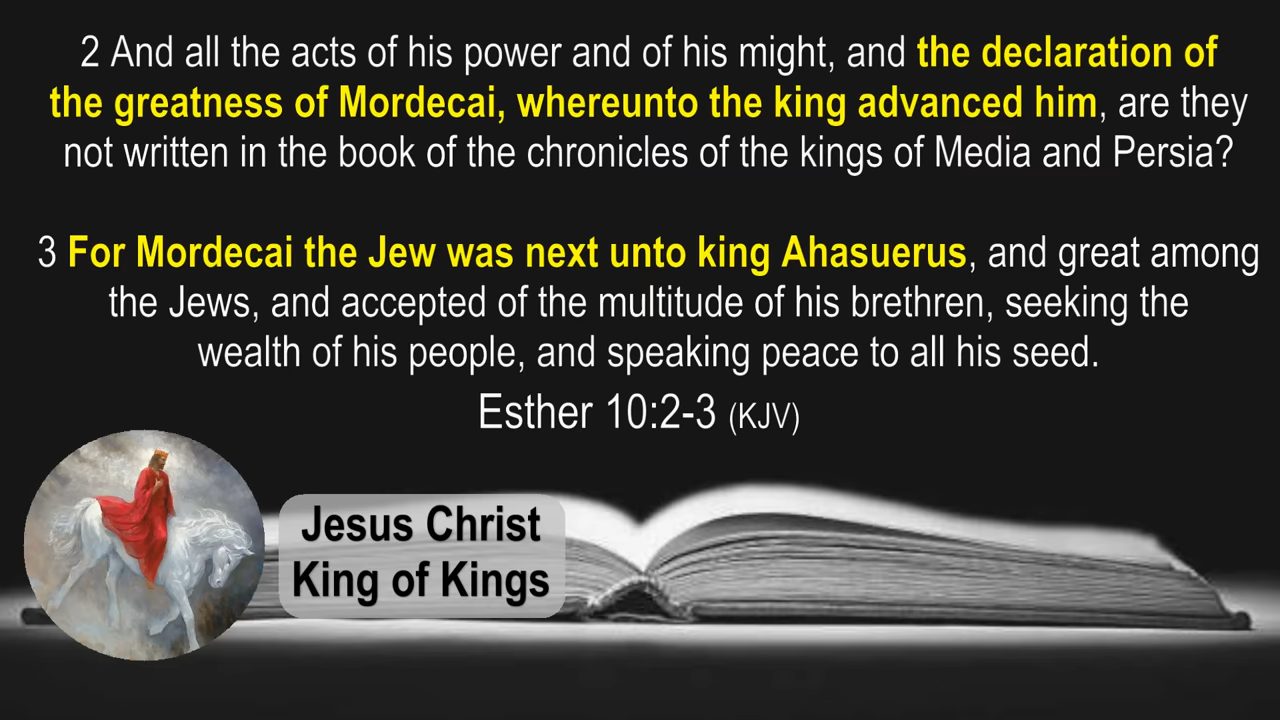 2 And all the acts of his power and of his might, and the declaration of
the greatness of Mordecai, whereunto the king advanced him, are they
not written in the book of the chronicles of the kings of Media and Persia?
3 For Mordecai the Jew was next unto king Ahasuerus, and great among
the Jews, and accepted of the multitude of his brethren, seeking the
wealth of his people, and speaking peace to all his seed.
Esther 10:2-3 (KJV)
Jesus Christ
King of Kings